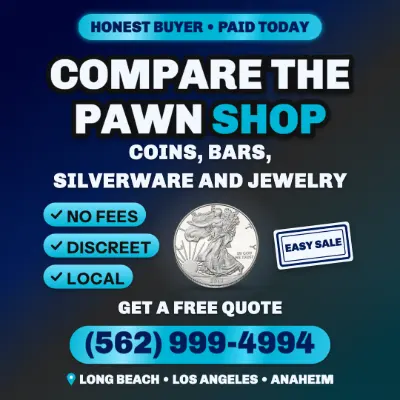 HONEST BUYER • PAID TODAY
COMPARE THE
PAWN SHOP
COINS, BARS,
SILVERWARE AND JEWELRY
NO FEES
DISCREET
LOCAL
EASY SALE
GET A FREE QUOTE
(562) 999-4994
LONG BEACH • LOS ANGELES • ANAHEIM